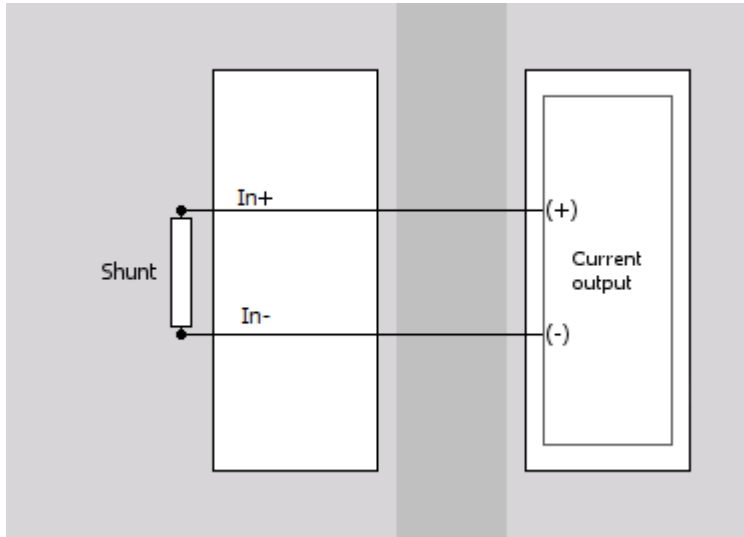 In+
(+)
Shunt
Current
output
In-
(-)